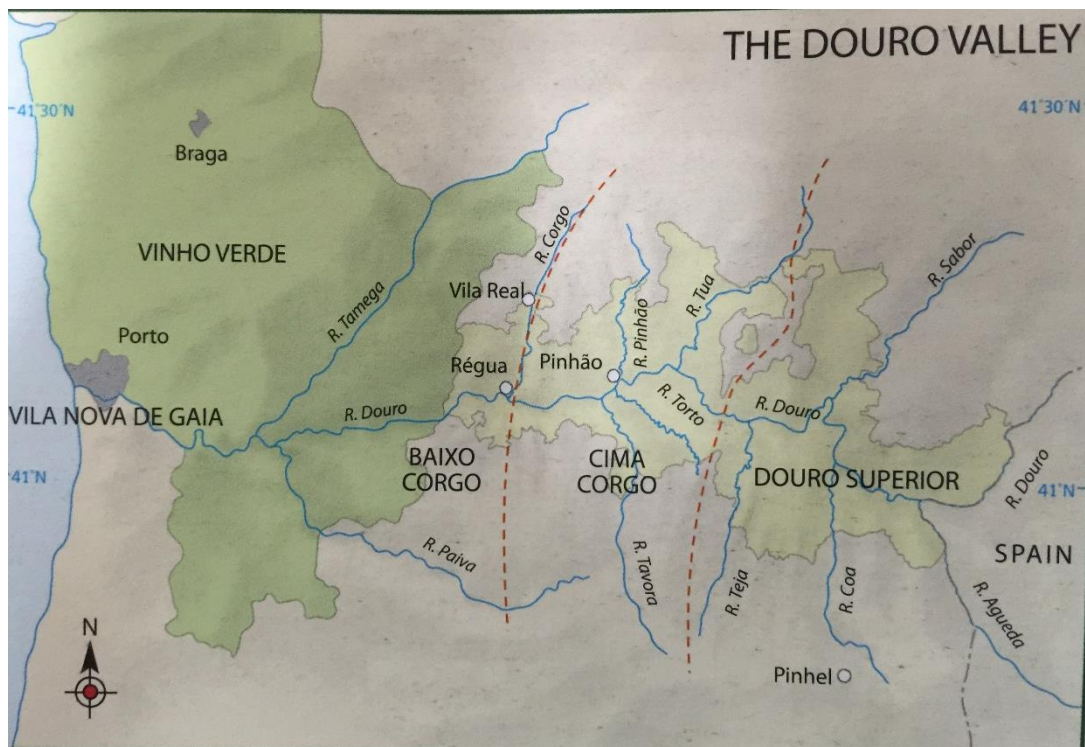 THE DOURO VALLEY
41°30'N
41°30'N
Braga
VINHO VERDE
R. Corgo
R. Sabor
Vila Real
R. Tua
R. Tamega
R. Pinhão
Porto
Régua
Pinhão
VILA NOVA DE GAIA
R. Douro
R. Torto
R. Douro
BAIXO
CORGO
CIMA
CORGO
DOURO SUPERIOR
R. Douro
41°N
41°N
R. Paiva
R. Tavora
R. Teja
R. Coa
SPAIN
R. Agueda
N
Pinhel